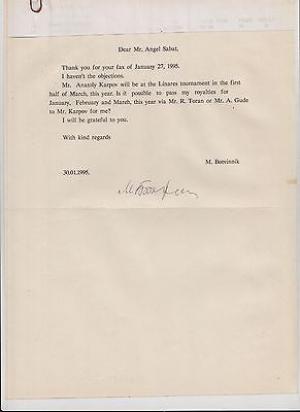 Dear Mr. Angel Sabat,
Thank you for your fax of January 27, 1995.
I haven't the objections.
Mr. Anatoly Karpov will be at the Linares tournament in the first
half of March, this year. Is it possible to pass my royalties for
January, February and March, this year via Mr. R. Toran or Mr. A. Gude
to Mr. Karpov for me?
I will be grateful to you.
With kind regards
M. Botvinnik
30.01.1995.